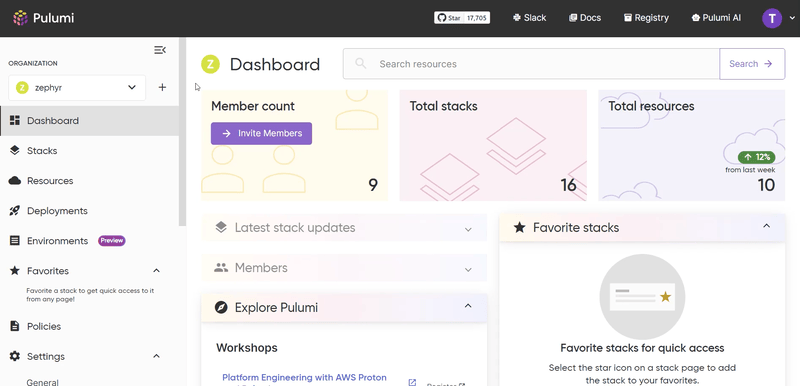 Pulumi
Star 17,705
Slack
Docs
Registry
Pulumi AI
T
ORGANIZATION
Z zephyr
Dashboard
Stacks
Resources
Deployments
Environments Preview
Favorites
Favorite a stack to get quick access to it
from any page!
Policies
Settings
General
Z Dashboard
Search resources
Search
Member count
Invite Members
9
Total stacks
16
Total resources
12%
from last week
10
Latest stack updates
Members
Explore Pulumi
Workshops
Platform Engineering with AWS Proton
Register
Favorite stacks
Favorite stacks for quick access
Select the star icon on a stack page to add
the stack to your favorites.